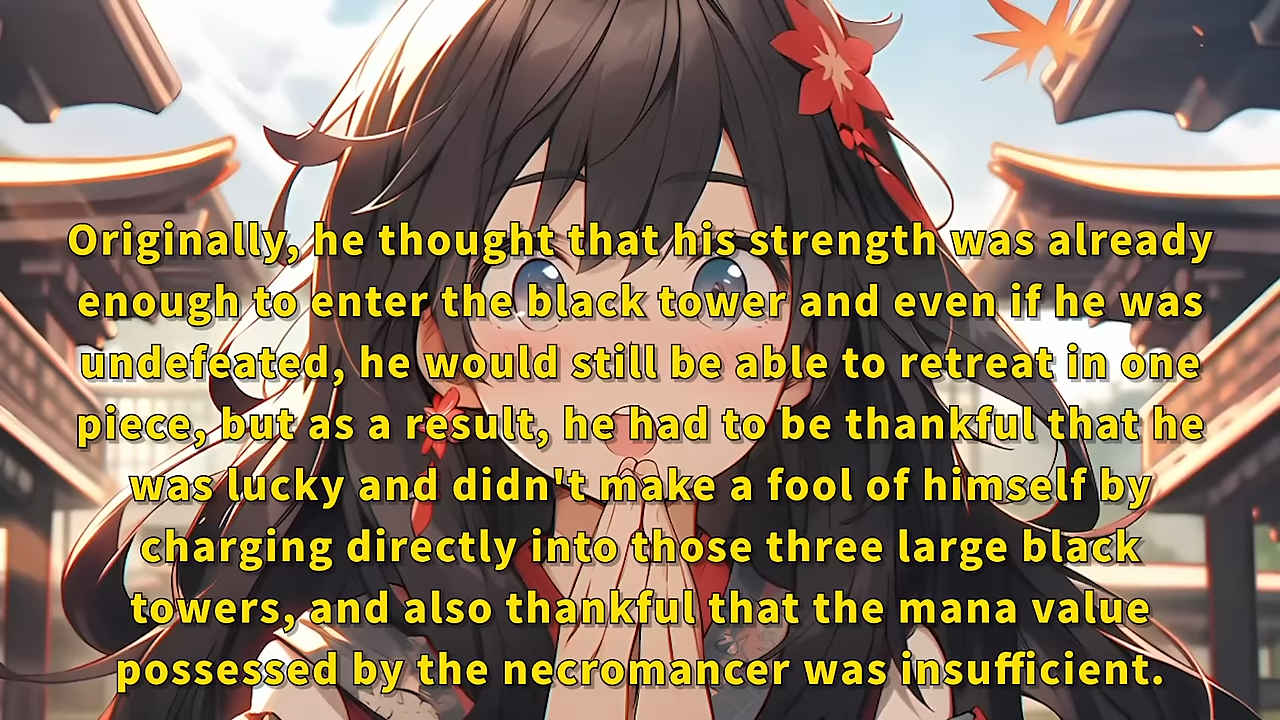 Originally, he thought that his strength was already
enough to enter the black tower and even if he was
undefeated, he would still be able to retreat in one
piece, but as a result, he had to be thankful that he
was lucky and didn't make a fool of himself by
charging directly into those three large black
towers, and also thankful that the mana value
possessed by the necromancer was insufficient.